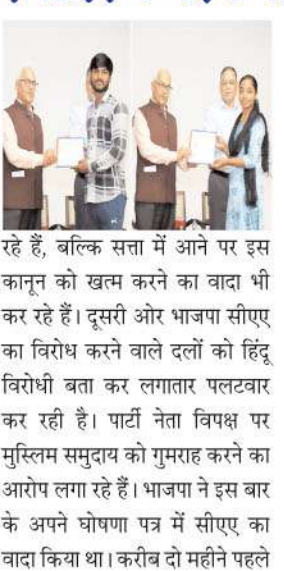 रहे हैं, बल्कि सत्ता में आने पर इस
कानून को खत्म करने का वादा भी
कर रहे हैं। दूसरी ओर भाजपा सीएए
का विरोध करने वाले दलों को हिंदू
विरोधी बता कर लगातार पलटवार
कर रही है। पार्टी नेता विपक्ष पर
मुस्लिम समुदाय को गुमराह करने का
आरोप लगा रहे हैं। भाजपा ने इस बार
के अपने घोषणा पत्र में सीएए का
वादा किया था। करीब दो महीने पहले